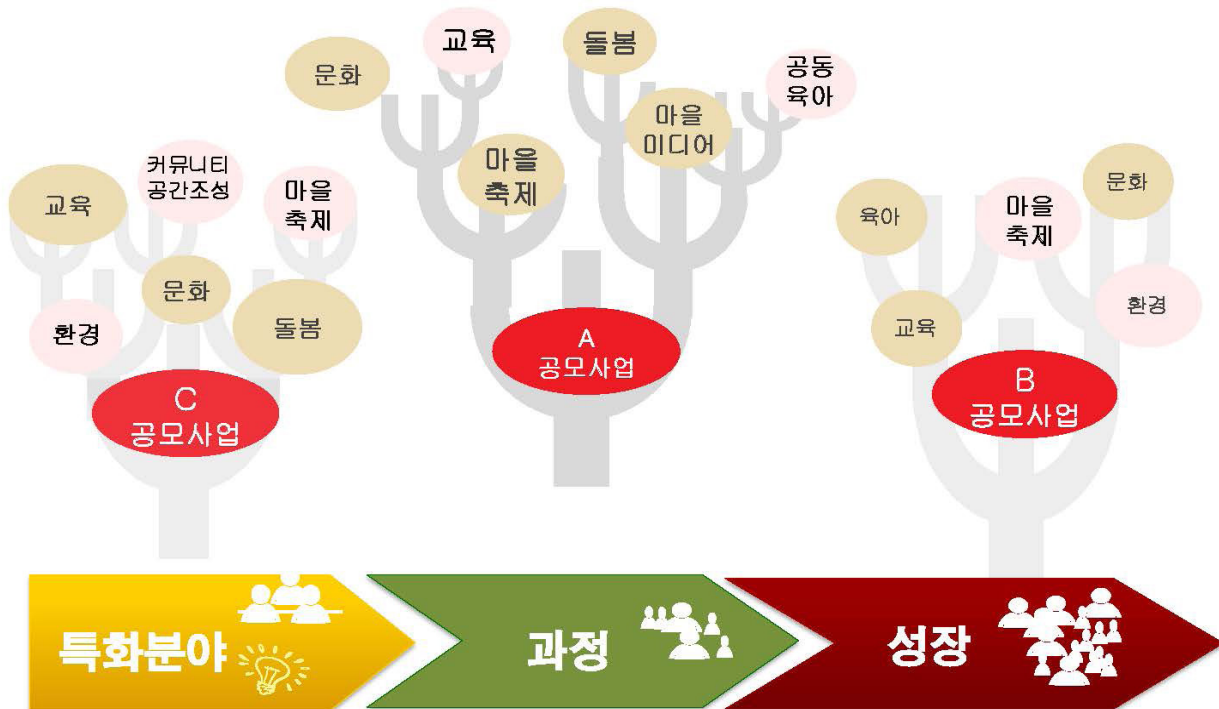 교육
돌봄
문화
공동
육아
마을
미디어
마을
축제
커뮤니티
공간조성
마을
축제
교육
문화
환경
돌봄
C
공모사업
A
공모사업
문화
육아
마을
축제
환경
교육
B
공모사업
특화분야
과정
성장